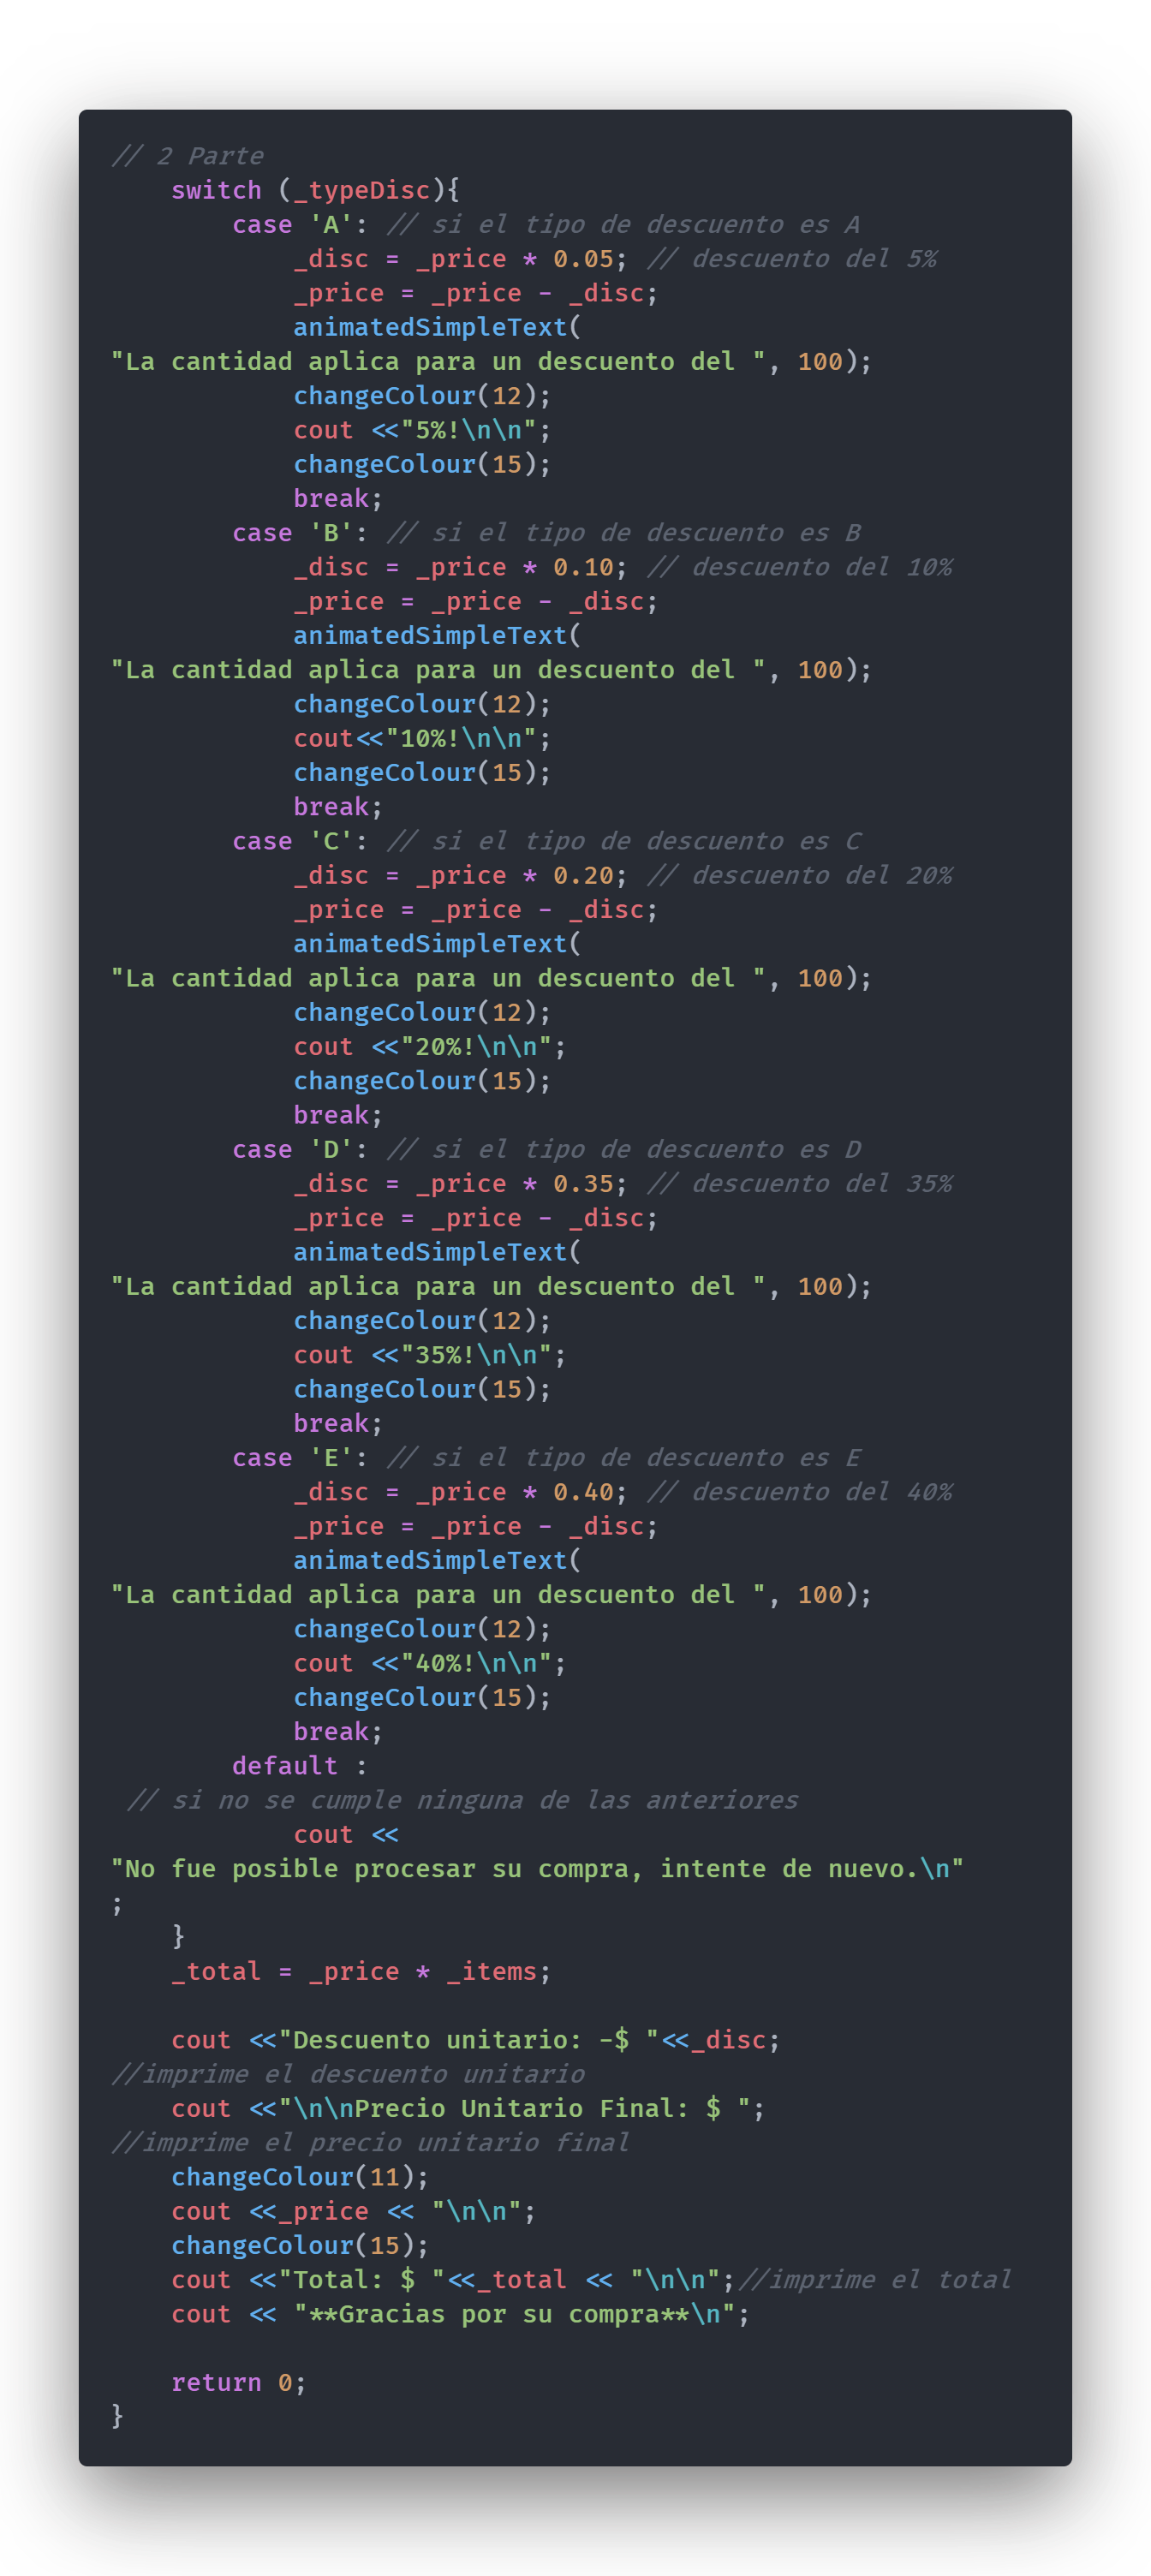 // 2 Parte
    switch (_typeDisc){
        case 'A': // si el tipo de descuento es A
            _disc = _price * 0.05; // descuento del 5%
            _price = _price - _disc;
            animatedSimpleText(
"La cantidad aplica para un descuento del ", 100);
            changeColour(12);
            cout <<"5%!\n\n";
            changeColour(15);
            break;
        case 'B': // si el tipo de descuento es B
            _disc = _price * 0.10; // descuento del 10%
            _price = _price - _disc;
            animatedSimpleText(
"La cantidad aplica para un descuento del ", 100);
            changeColour(12);
            cout<<"10%!\n\n";
            changeColour(15);
            break;
        case 'C': // si el tipo de descuento es C
            _disc = _price * 0.20; // descuento del 20%
            _price = _price - _disc;
            animatedSimpleText(
"La cantidad aplica para un descuento del ", 100);
            changeColour(12);
            cout <<"20%!\n\n";
            changeColour(15);
            break;
        case 'D': // si el tipo de descuento es D
            _disc = _price * 0.35; // descuento del 35%
            _price = _price - _disc;
            animatedSimpleText(
"La cantidad aplica para un descuento del ", 100);
            changeColour(12);
            cout <<"35%!\n\n";
            changeColour(15);
            break;
        case 'E': // si el tipo de descuento es E
            _disc = _price * 0.40; // descuento del 40%
            _price = _price - _disc;
            animatedSimpleText(
"La cantidad aplica para un descuento del ", 100);
            changeColour(12);
            cout <<"40%!\n\n";
            changeColour(15);
            break;
        default :
 // si no se cumple ninguna de las anteriores
            cout <<
"No fue posible procesar su compra, intente de nuevo.\n"
;
    }
    _total = _price * _items;

    cout <<"Descuento unitario: -$ "<<_disc;
//imprime el descuento unitario
    cout <<"\n\nPrecio Unitario Final: $ ";
//imprime el precio unitario final
    changeColour(11);
    cout <<_price << "\n\n";
    changeColour(15);
    cout <<"Total: $ "<<_total << "\n\n";//imprime el total
    cout << "**Gracias por su compra**\n";

    return 0;
}